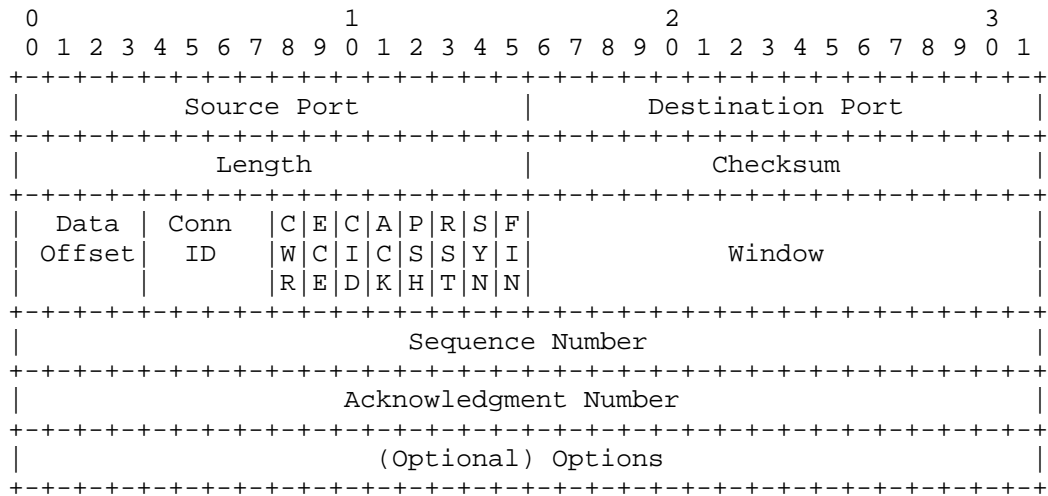 0                   1                   2                   3
 0 1 2 3 4 5 6 7 8 9 0 1 2 3 4 5 6 7 8 9 0 1 2 3 4 5 6 7 8 9 0 1
+-+-+-+-+-+-+-+-+-+-+-+-+-+-+-+-+-+-+-+-+-+-+-+-+-+-+-+-+-+-+-+-+
|          Source Port          |       Destination Port        |
+-+-+-+-+-+-+-+-+-+-+-+-+-+-+-+-+-+-+-+-+-+-+-+-+-+-+-+-+-+-+-+-+
|            Length             |           Checksum            |
+-+-+-+-+-+-+-+-+-+-+-+-+-+-+-+-+-+-+-+-+-+-+-+-+-+-+-+-+-+-+-+-+
|  Data | Conn  |C|E|C|A|P|R|S|F|                               |
| Offset|  ID   |W|C|I|C|S|S|Y|I|            Window             |
|       |       |R|E|D|K|H|T|N|N|                               |
+-+-+-+-+-+-+-+-+-+-+-+-+-+-+-+-+-+-+-+-+-+-+-+-+-+-+-+-+-+-+-+-+
|                        Sequence Number                        |
+-+-+-+-+-+-+-+-+-+-+-+-+-+-+-+-+-+-+-+-+-+-+-+-+-+-+-+-+-+-+-+-+
|                    Acknowledgment Number                      |
+-+-+-+-+-+-+-+-+-+-+-+-+-+-+-+-+-+-+-+-+-+-+-+-+-+-+-+-+-+-+-+-+
|                      (Optional) Options                       |
+-+-+-+-+-+-+-+-+-+-+-+-+-+-+-+-+-+-+-+-+-+-+-+-+-+-+-+-+-+-+-+-+